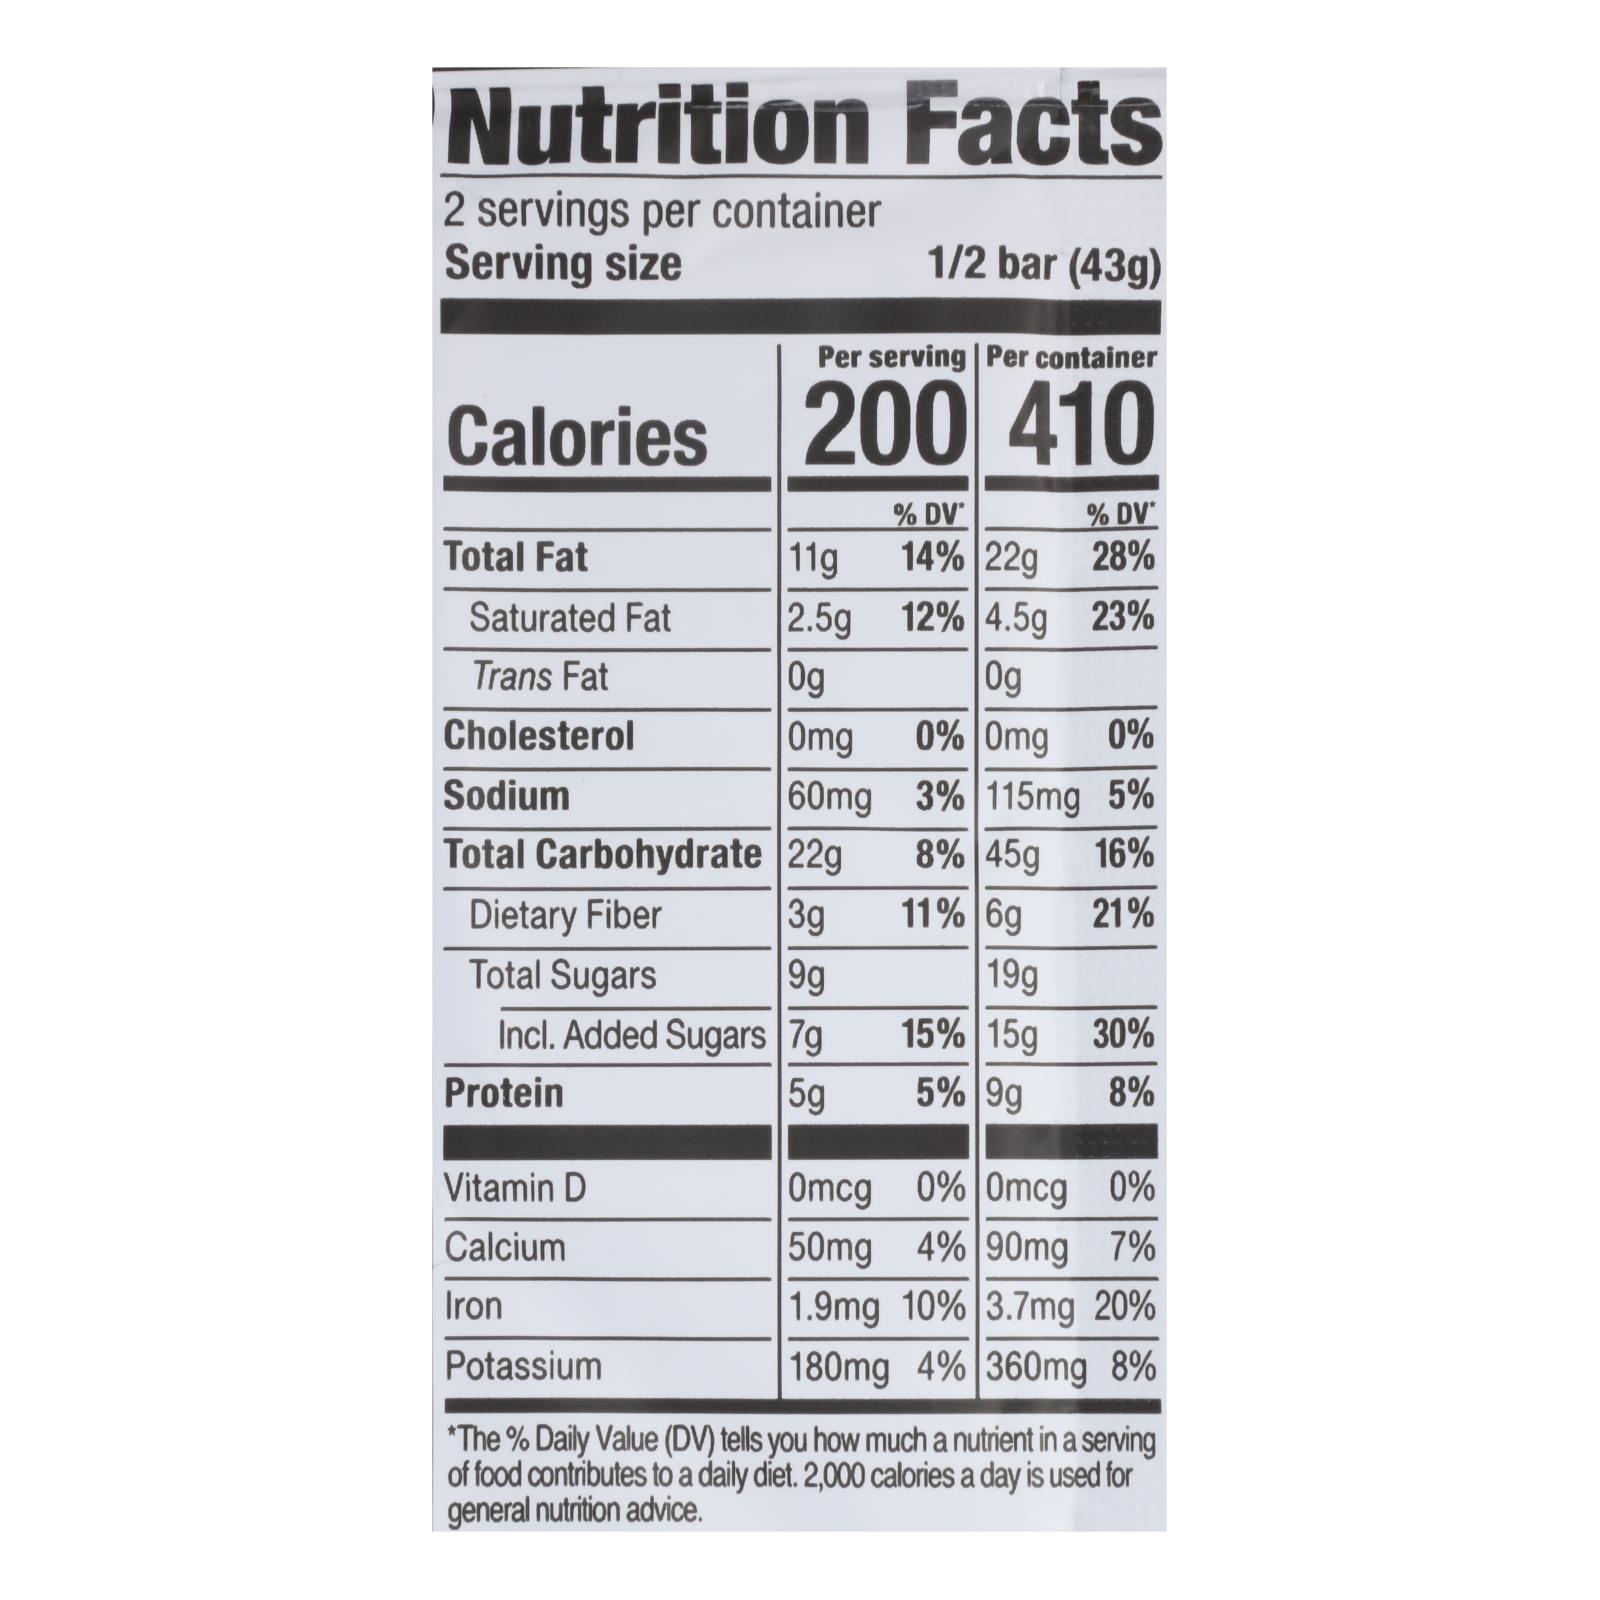 Nutrition Facts
2 servings per container
Serving size 1/2 bar (43g)
Per serving Per container
Calories 200 410
% DV* % DV*
Total Fat 11g 14% 22g 28%
Saturated Fat 2.5g 12% 4.5g 23%
Trans Fat 0g 0g
Cholesterol 0mg 0% 0mg 0%
Sodium 60mg 3% 115mg 5%
Total Carbohydrate 22g 8% 45g 16%
Dietary Fiber 3g 11% 6g 21%
Total Sugars 9g 19g
Incl. Added Sugars 7g 15% 15g 30%
Protein 5g 5% 9g 8%
Vitamin D 0mcg 0% 0mcg 0%
Calcium 50mg 4% 90mg 7%
Iron 1.9mg 10% 3.7mg 20%
Potassium 180mg 4% 360mg 8%
*The % Daily Value (DV) tells you how much a nutrient in a serving
of food contributes to a daily diet. 2,000 calories a day is used for
general nutrition advice.